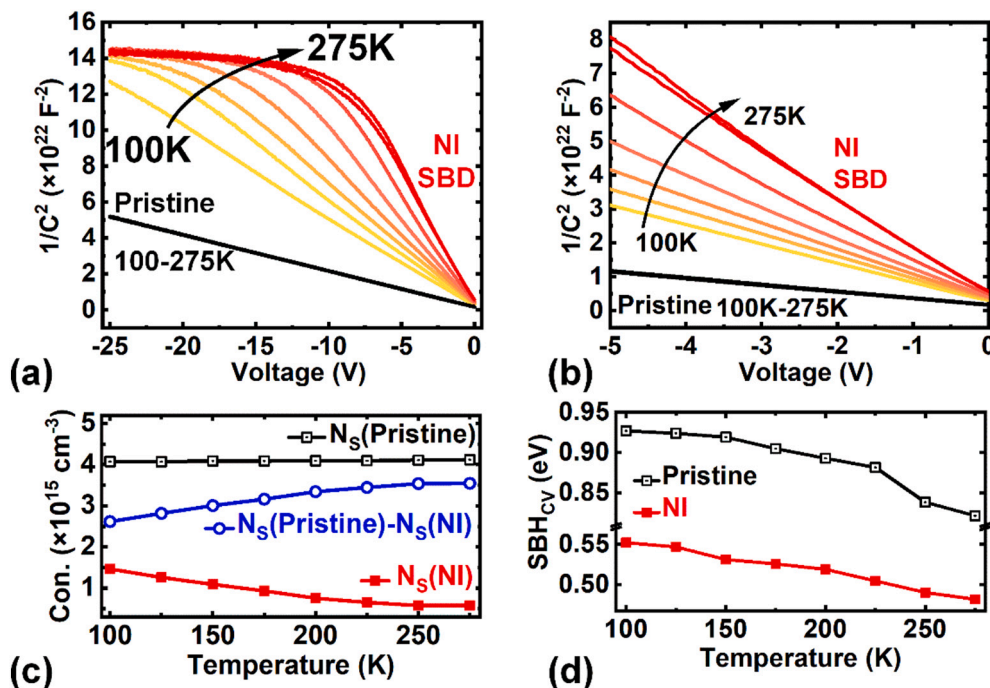 16
14
12
10
8
6
4
2
0
1/C² (×10²² F⁻²)
275K
100K
NI
SBD
Pristine
100-275K
-25 -20 -15 -10 -5 0
Voltage (V)
(a)
8
7
6
5
4
3
2
1
0
1/C² (×10²² F⁻²)
275K
NI
SBD
100K
Pristine 100K-275K
-5 -4 -3 -2 -1 0
Voltage (V)
(b)
5
4
3
2
1
Con. (×10¹⁵ cm⁻³)
N_S(Pristine)
N_S(Pristine)-N_S(NI)
N_S(NI)
100 150 200 250
Temperature (K)
(c)
0.95
0.90
0.85
0.55
0.50
SBH_CV (eV)
Pristine
NI
100 150 200 250
Temperature (K)
(d)